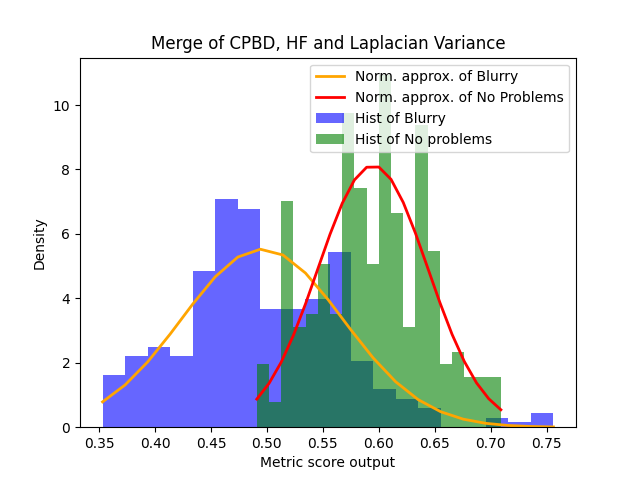 Merge of CPBD, HF and Laplacian Variance
Norm. approx. of Blurry
Norm. approx. of No Problems
Hist of Blurry
Hist of No problems
10
8
6
4
2
0
Density
0.35 0.40 0.45 0.50 0.55 0.60 0.65 0.70 0.75
Metric score output